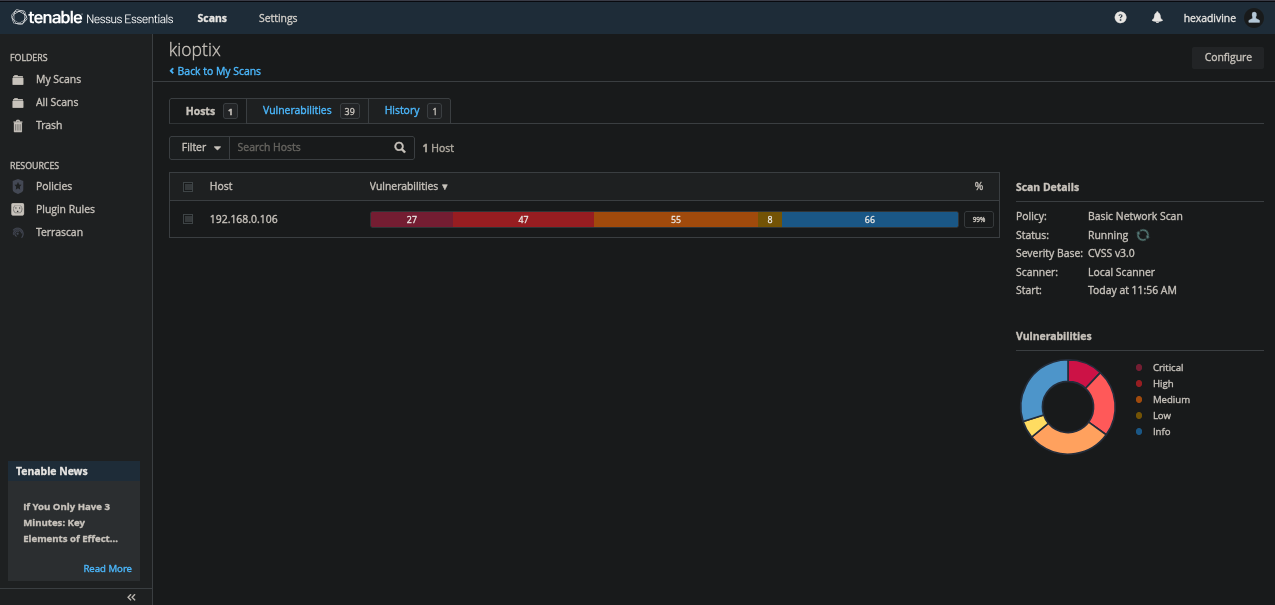 tenable Nessus Essentials Scans Settings hexadivine
FOLDERS
My Scans
All Scans
Trash
RESOURCES
Policies
Plugin Rules
Terrascan
Tenable News
If You Only Have 3
Minutes: Key
Elements of Effect...
Read More
kioptix
Back to My Scans
Configure
Hosts 1 Vulnerabilities 39 History 1
Filter Search Hosts 1 Host
Host Vulnerabilities %
192.168.0.106 27 47 55 8 66 99%
Scan Details
Policy: Basic Network Scan
Status: Running
Severity Base: CVSS v3.0
Scanner: Local Scanner
Start: Today at 11:56 AM
Vulnerabilities
Critical
High
Medium
Low
Info